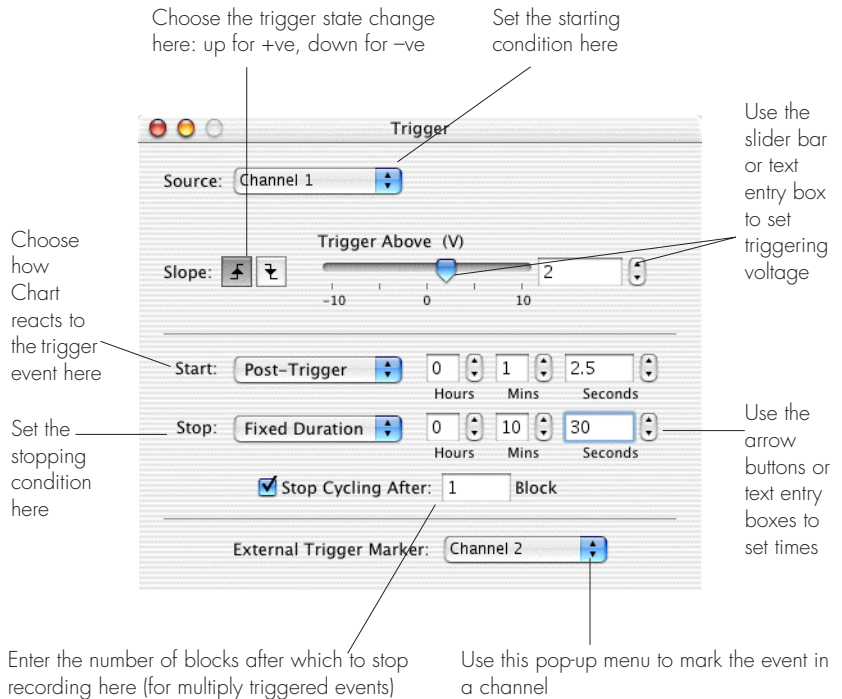 Choose the trigger state change
here: up for +ve, down for –ve
Set the starting
condition here
Trigger
Source: Channel 1
Use the
slider bar
or text
entry box
to set
triggering
voltage
Trigger Above (V)
Slope: 2
-10 0 10
Choose
how
Chart
reacts to
the trigger
event here
Start: Post-Trigger 0 1 2.5
Hours Mins Seconds
Set the
stopping
condition
here
Stop: Fixed Duration 0 10 30
Hours Mins Seconds
Use the
arrow
buttons or
text entry
boxes to
set times
Stop Cycling After: 1 Block
External Trigger Marker: Channel 2
Enter the number of blocks after which to stop
recording here (for multiply triggered events)
Use this pop-up menu to mark the event in
a channel